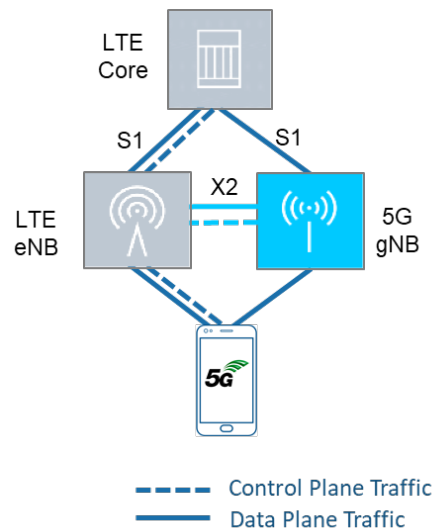 LTE
Core
S1
S1
X2
LTE
eNB
5G
gNB
5G
Control Plane Traffic
Data Plane Traffic